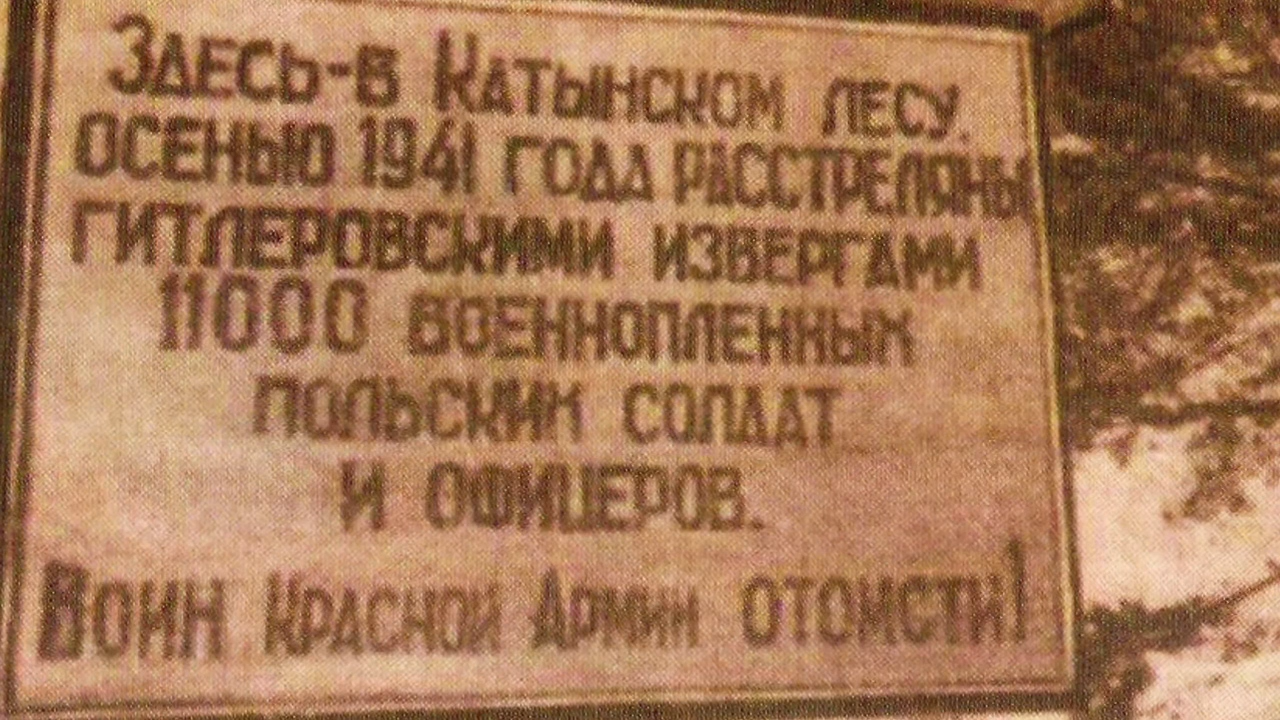 Здесь-в Катынском лесу.
осенью 1941 года расстреляны
гитлеровскими извергами
11000 военнопленных
польских солдат
и офицеров.
Воин Красной Армии отомсти!